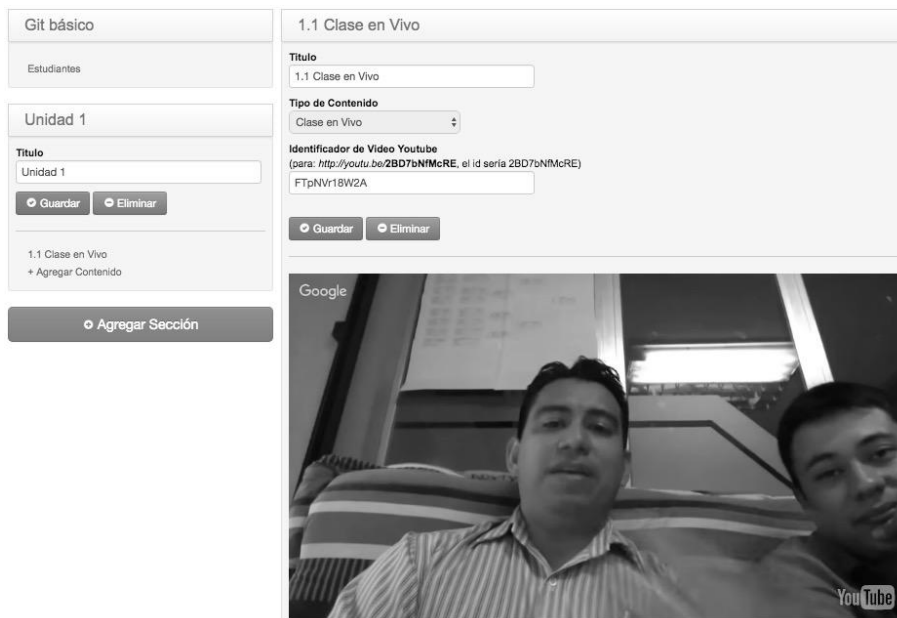 Git básico
Estudiantes
Unidad 1
Titulo
Unidad 1
Guardar Eliminar
1.1 Clase en Vivo
+ Agregar Contenido
Agregar Sección
1.1 Clase en Vivo
Titulo
1.1 Clase en Vivo
Tipo de Contenido
Clase en Vivo
Identificador de Video Youtube
(para: http://youtu.be/2BD7bNfMcRE, el id sería 2BD7bNfMcRE)
FTpNVr18W2A
Guardar Eliminar
Google
YouTube